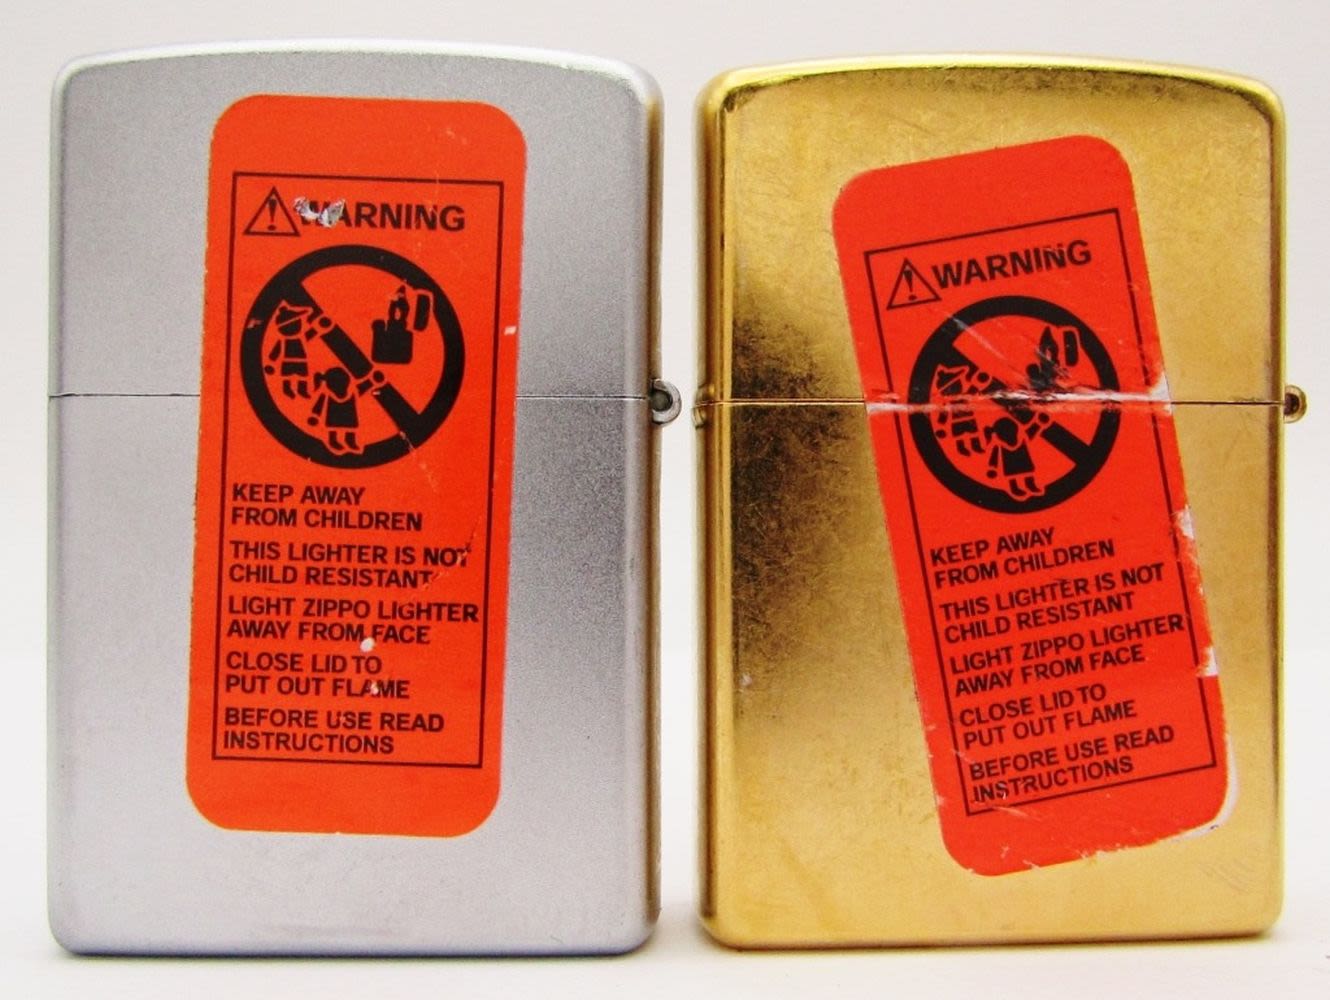 WARNING
KEEP AWAY
FROM CHILDREN
THIS LIGHTER IS NOT
CHILD RESISTANT
LIGHT ZIPPO LIGHTER
AWAY FROM FACE
CLOSE LID TO
PUT OUT FLAME
BEFORE USE READ
INSTRUCTIONS
WARNING
KEEP AWAY
FROM CHILDREN
THIS LIGHTER IS NOT
CHILD RESISTANT
LIGHT ZIPPO LIGHTER
AWAY FROM FACE
CLOSE LID TO
PUT OUT FLAME
BEFORE USE READ
INSTRUCTIONS